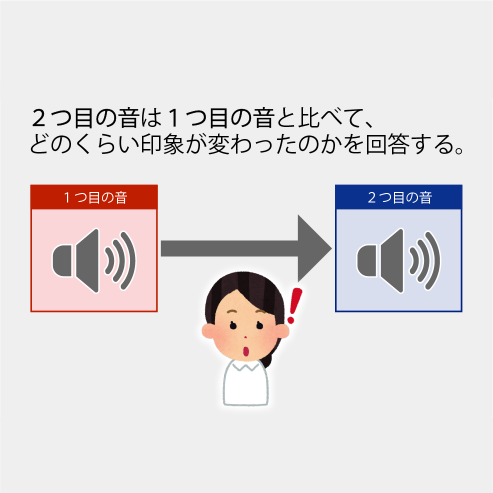 ２つ目の音は１つ目の音と比べて、
どのくらい印象が変わったのかを回答する。
１つ目の音
２つ目の音